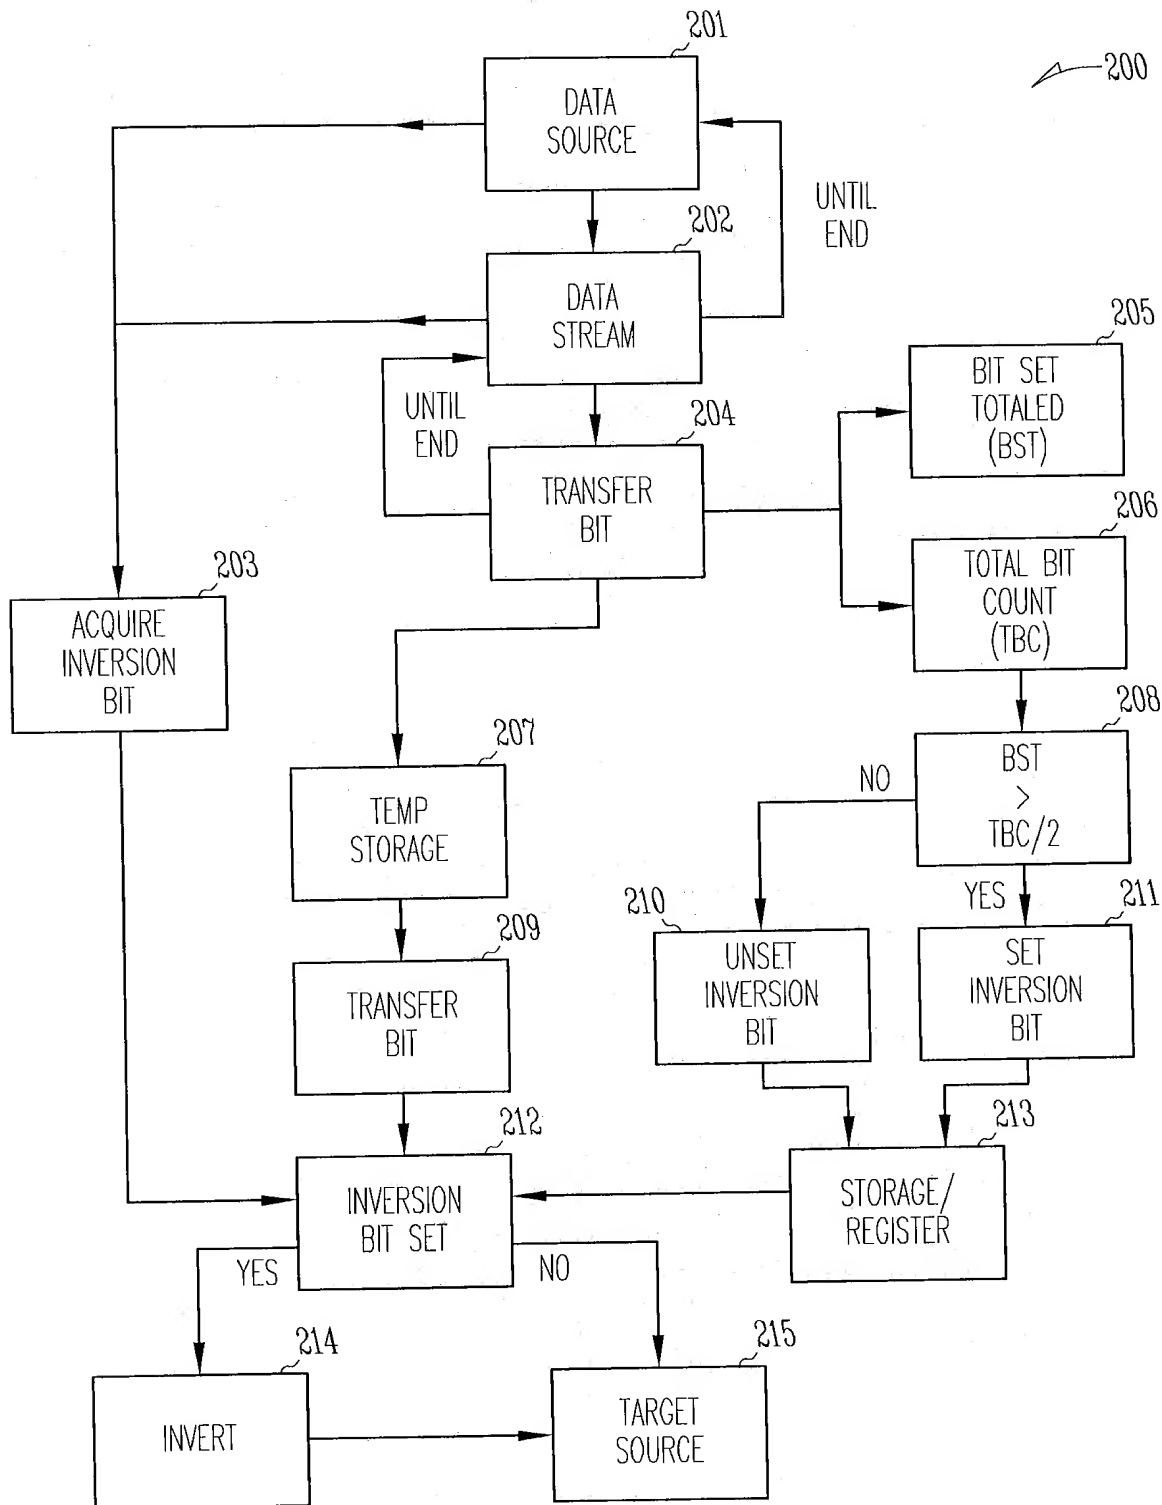 201
200
DATA
SOURCE
UNTIL
END
202
DATA
STREAM
205
BIT SET
TOTALED
(BST)
UNTIL
END
204
TRANSFER
BIT
206
TOTAL BIT
COUNT
(TBC)
203
ACQUIRE
INVERSION
BIT
208
BST
>
TBC/2
NO
YES
207
TEMP
STORAGE
210
UNSET
INVERSION
BIT
211
SET
INVERSION
BIT
209
TRANSFER
BIT
212
INVERSION
BIT SET
213
STORAGE/
REGISTER
YES
NO
214
INVERT
215
TARGET
SOURCE